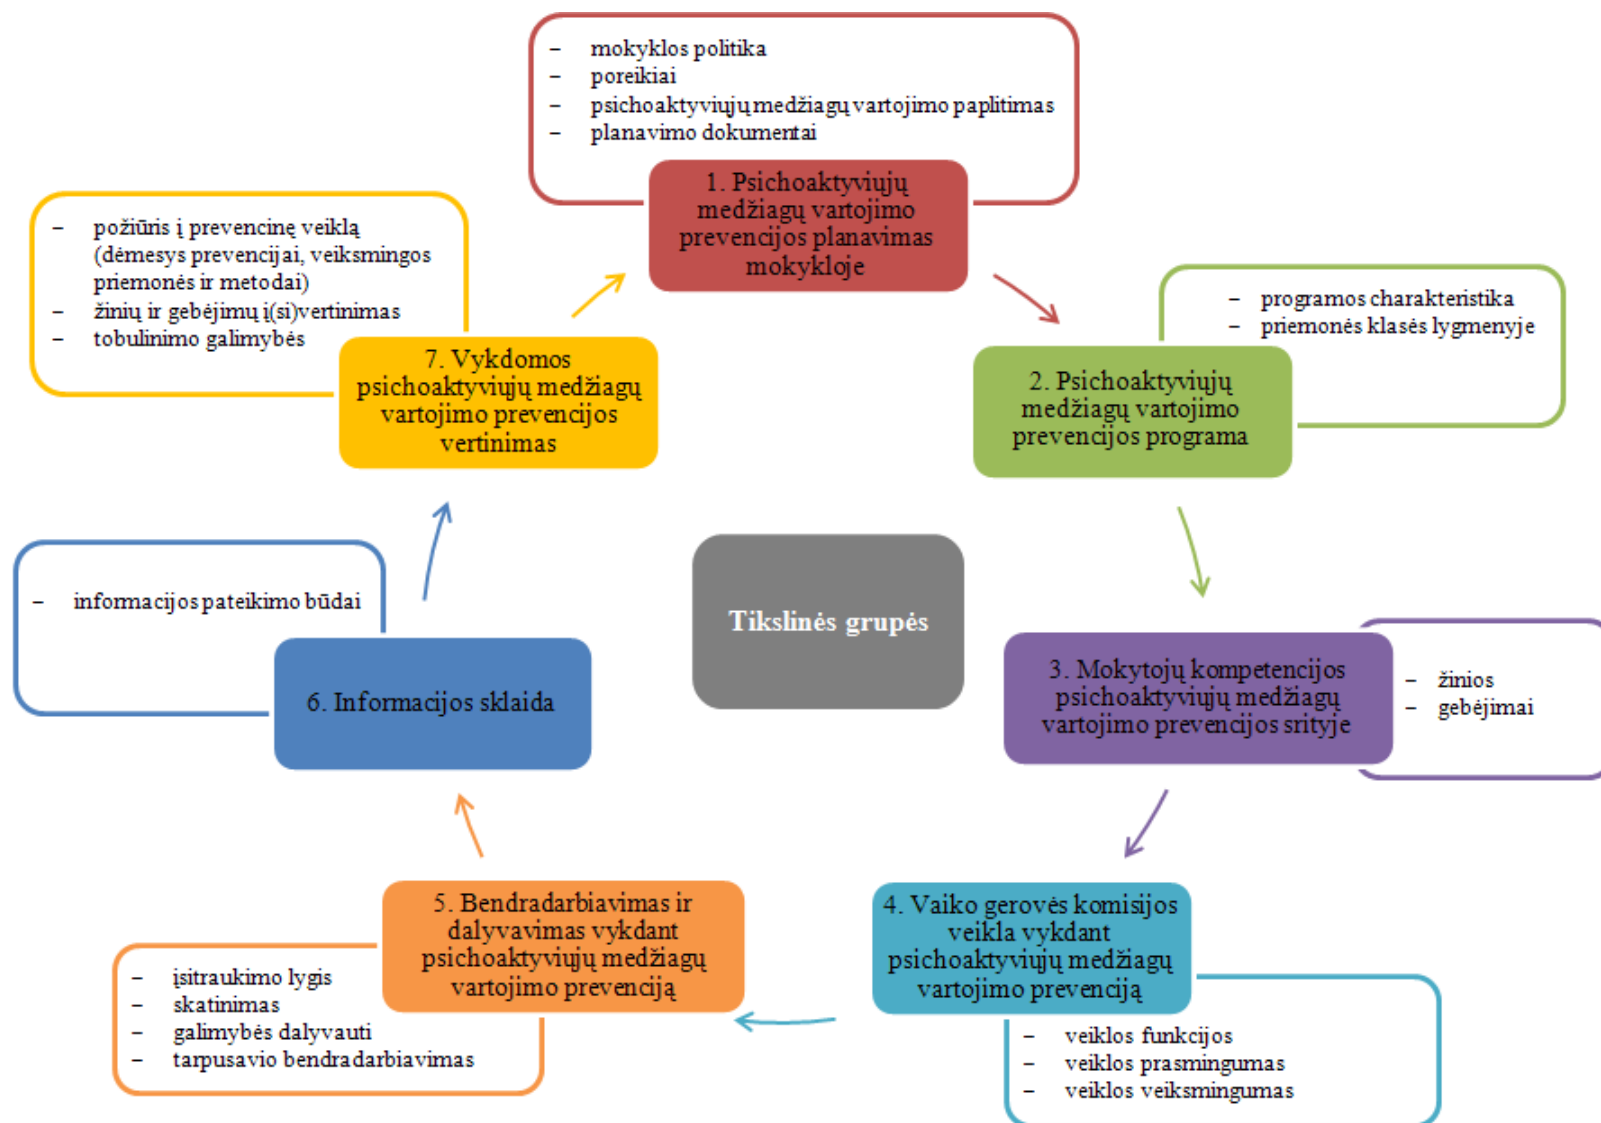 – mokyklos politika
– poreikiai
– psichoaktyviųjų medžiagų vartojimo paplitimas
– planavimo dokumentai
1. Psichoaktyviųjų
medžiagų vartojimo
prevencijos planavimas
mokykloje
– programos charakteristika
– priemonės klasės lygmenyje
2. Psichoaktyviųjų
medžiagų vartojimo
prevencijos programa
3. Mokytojų kompetencijos
psichoaktyviųjų medžiagų
vartojimo prevencijos srityje
– žinios
– gebėjimai
4. Vaiko gerovės komisijos
veikla vykdant
psichoaktyviųjų medžiagų
vartojimo prevenciją
– veiklos funkcijos
– veiklos prasmingumas
– veiklos veiksmingumas
5. Bendradarbiavimas ir
dalyvavimas vykdant
psichoaktyviųjų medžiagų
vartojimo prevenciją
– įsitraukimo lygis
– skatinimas
– galimybės dalyvauti
– tarpusavio bendradarbiavimas
– informacijos pateikimo būdai
6. Informacijos sklaida
– požiūris į prevencinę veiklą
(dėmesys prevencijai, veiksmingos
priemonės ir metodai)
– žinių ir gebėjimų į(si)vertinimas
– tobulinimo galimybės
7. Vykdomos
psichoaktyviųjų medžiagų
vartojimo prevencijos
vertinimas
Tikslinės grupės